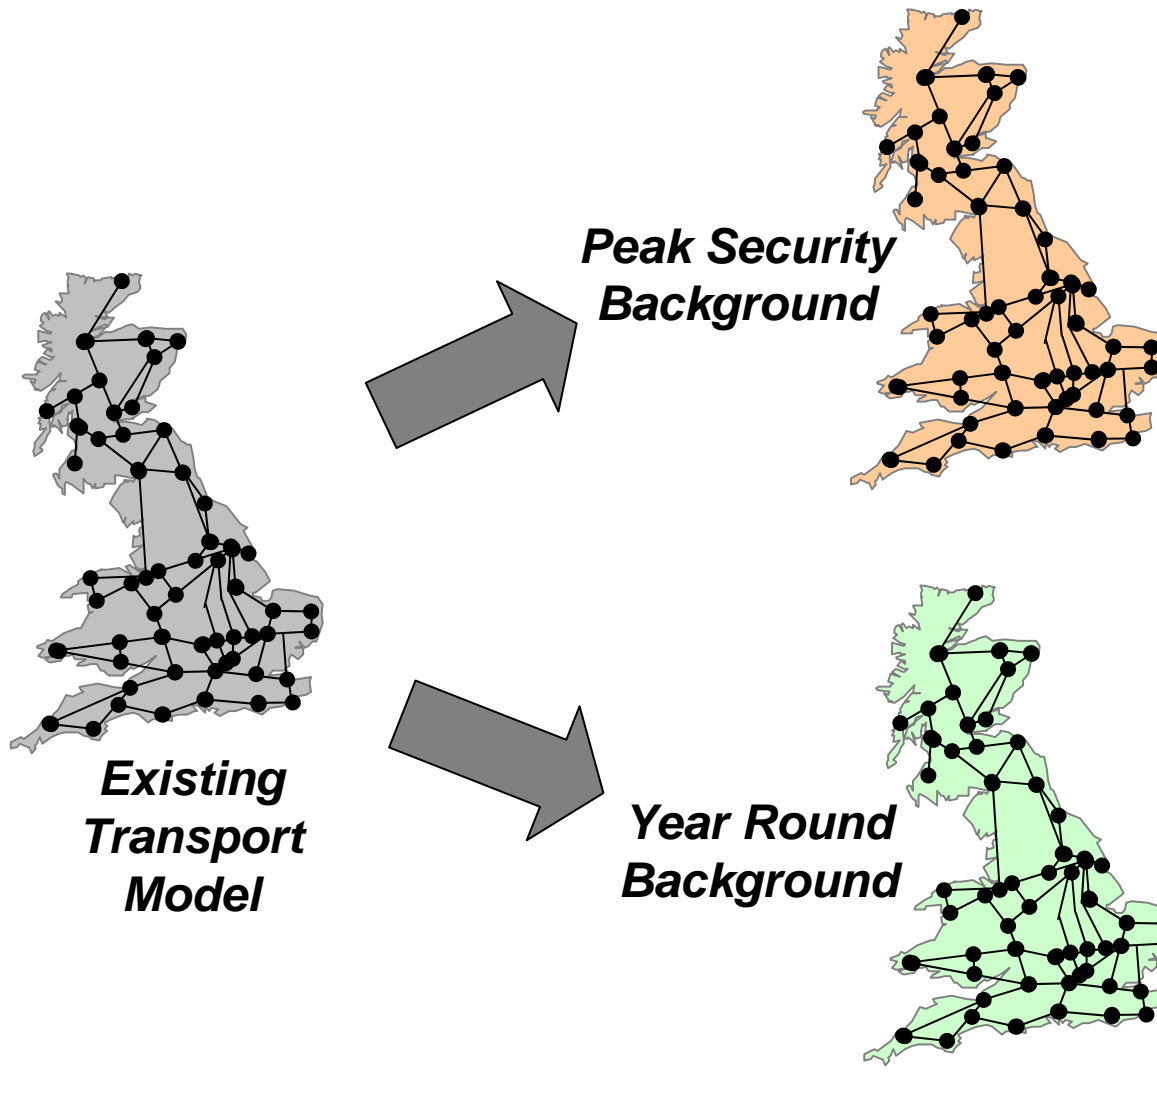 Peak Security
Background
Existing
Transport
Model
Year Round
Background